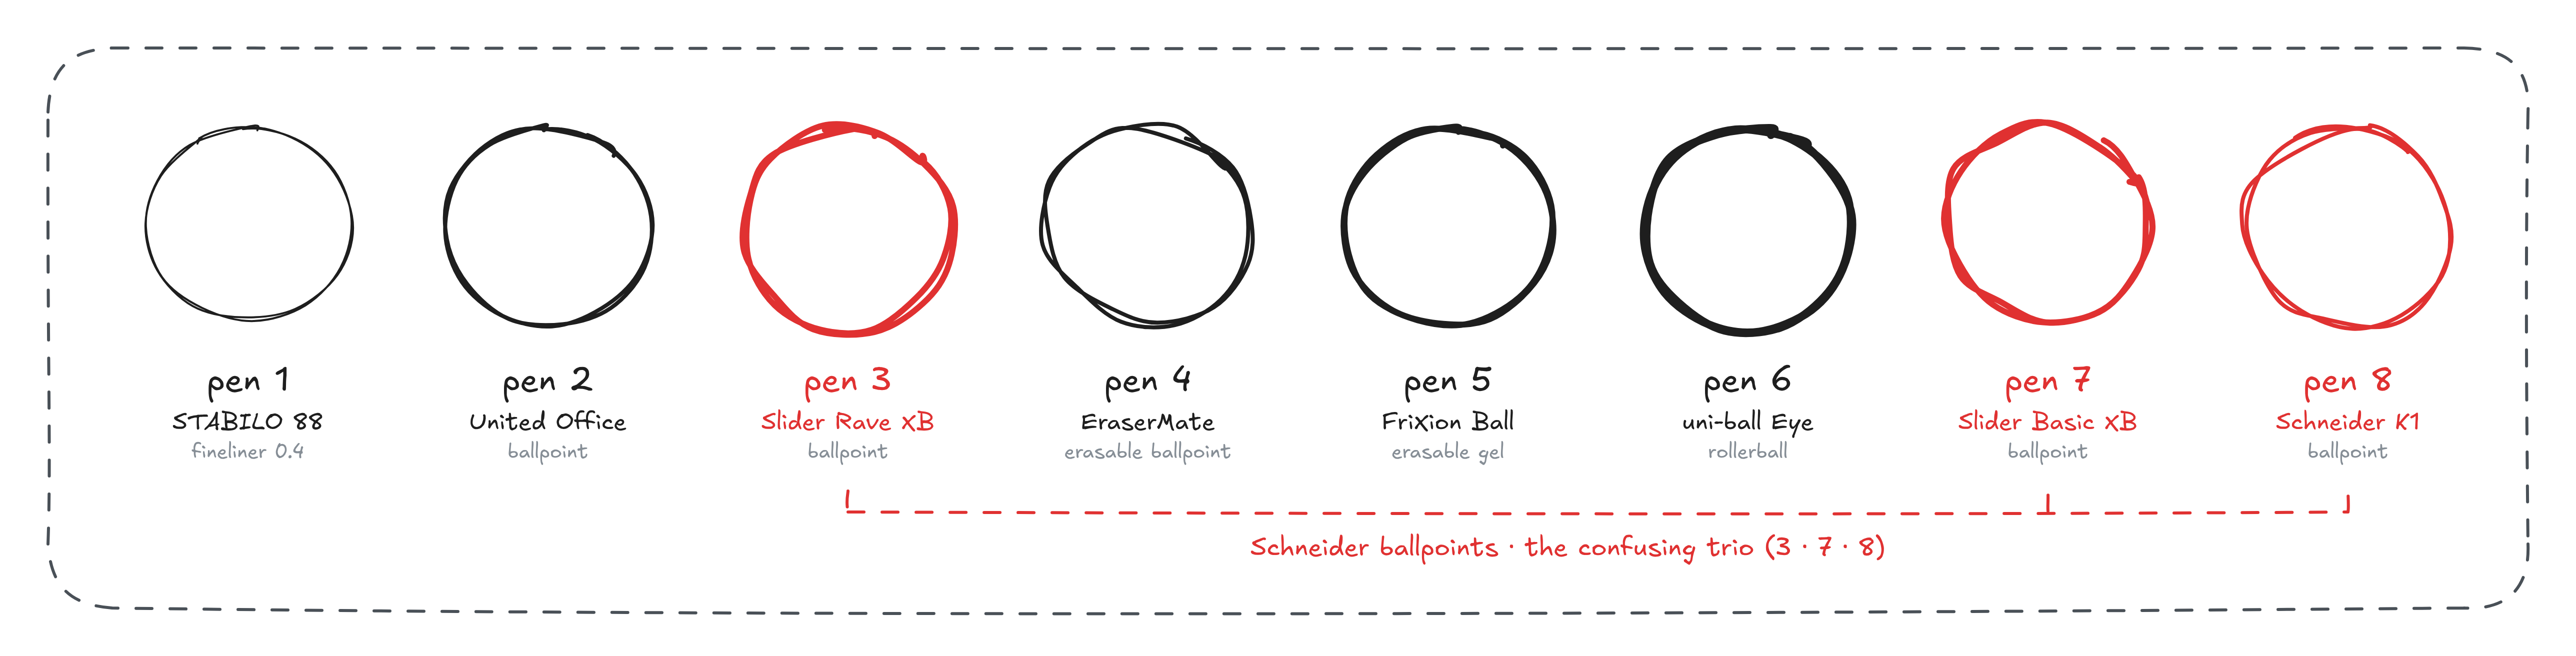 pen 1
STABILO 88
fineliner 0.4
pen 2
United Office
ballpoint
pen 3
Slider Rave XB
ballpoint
pen 4
EraserMate
erasable ballpoint
pen 5
FriXion Ball
erasable gel
pen 6
uni-ball Eye
rollerball
pen 7
Slider Basic XB
ballpoint
pen 8
Schneider K1
ballpoint
Schneider ballpoints · the confusing trio (3 · 7 · 8)